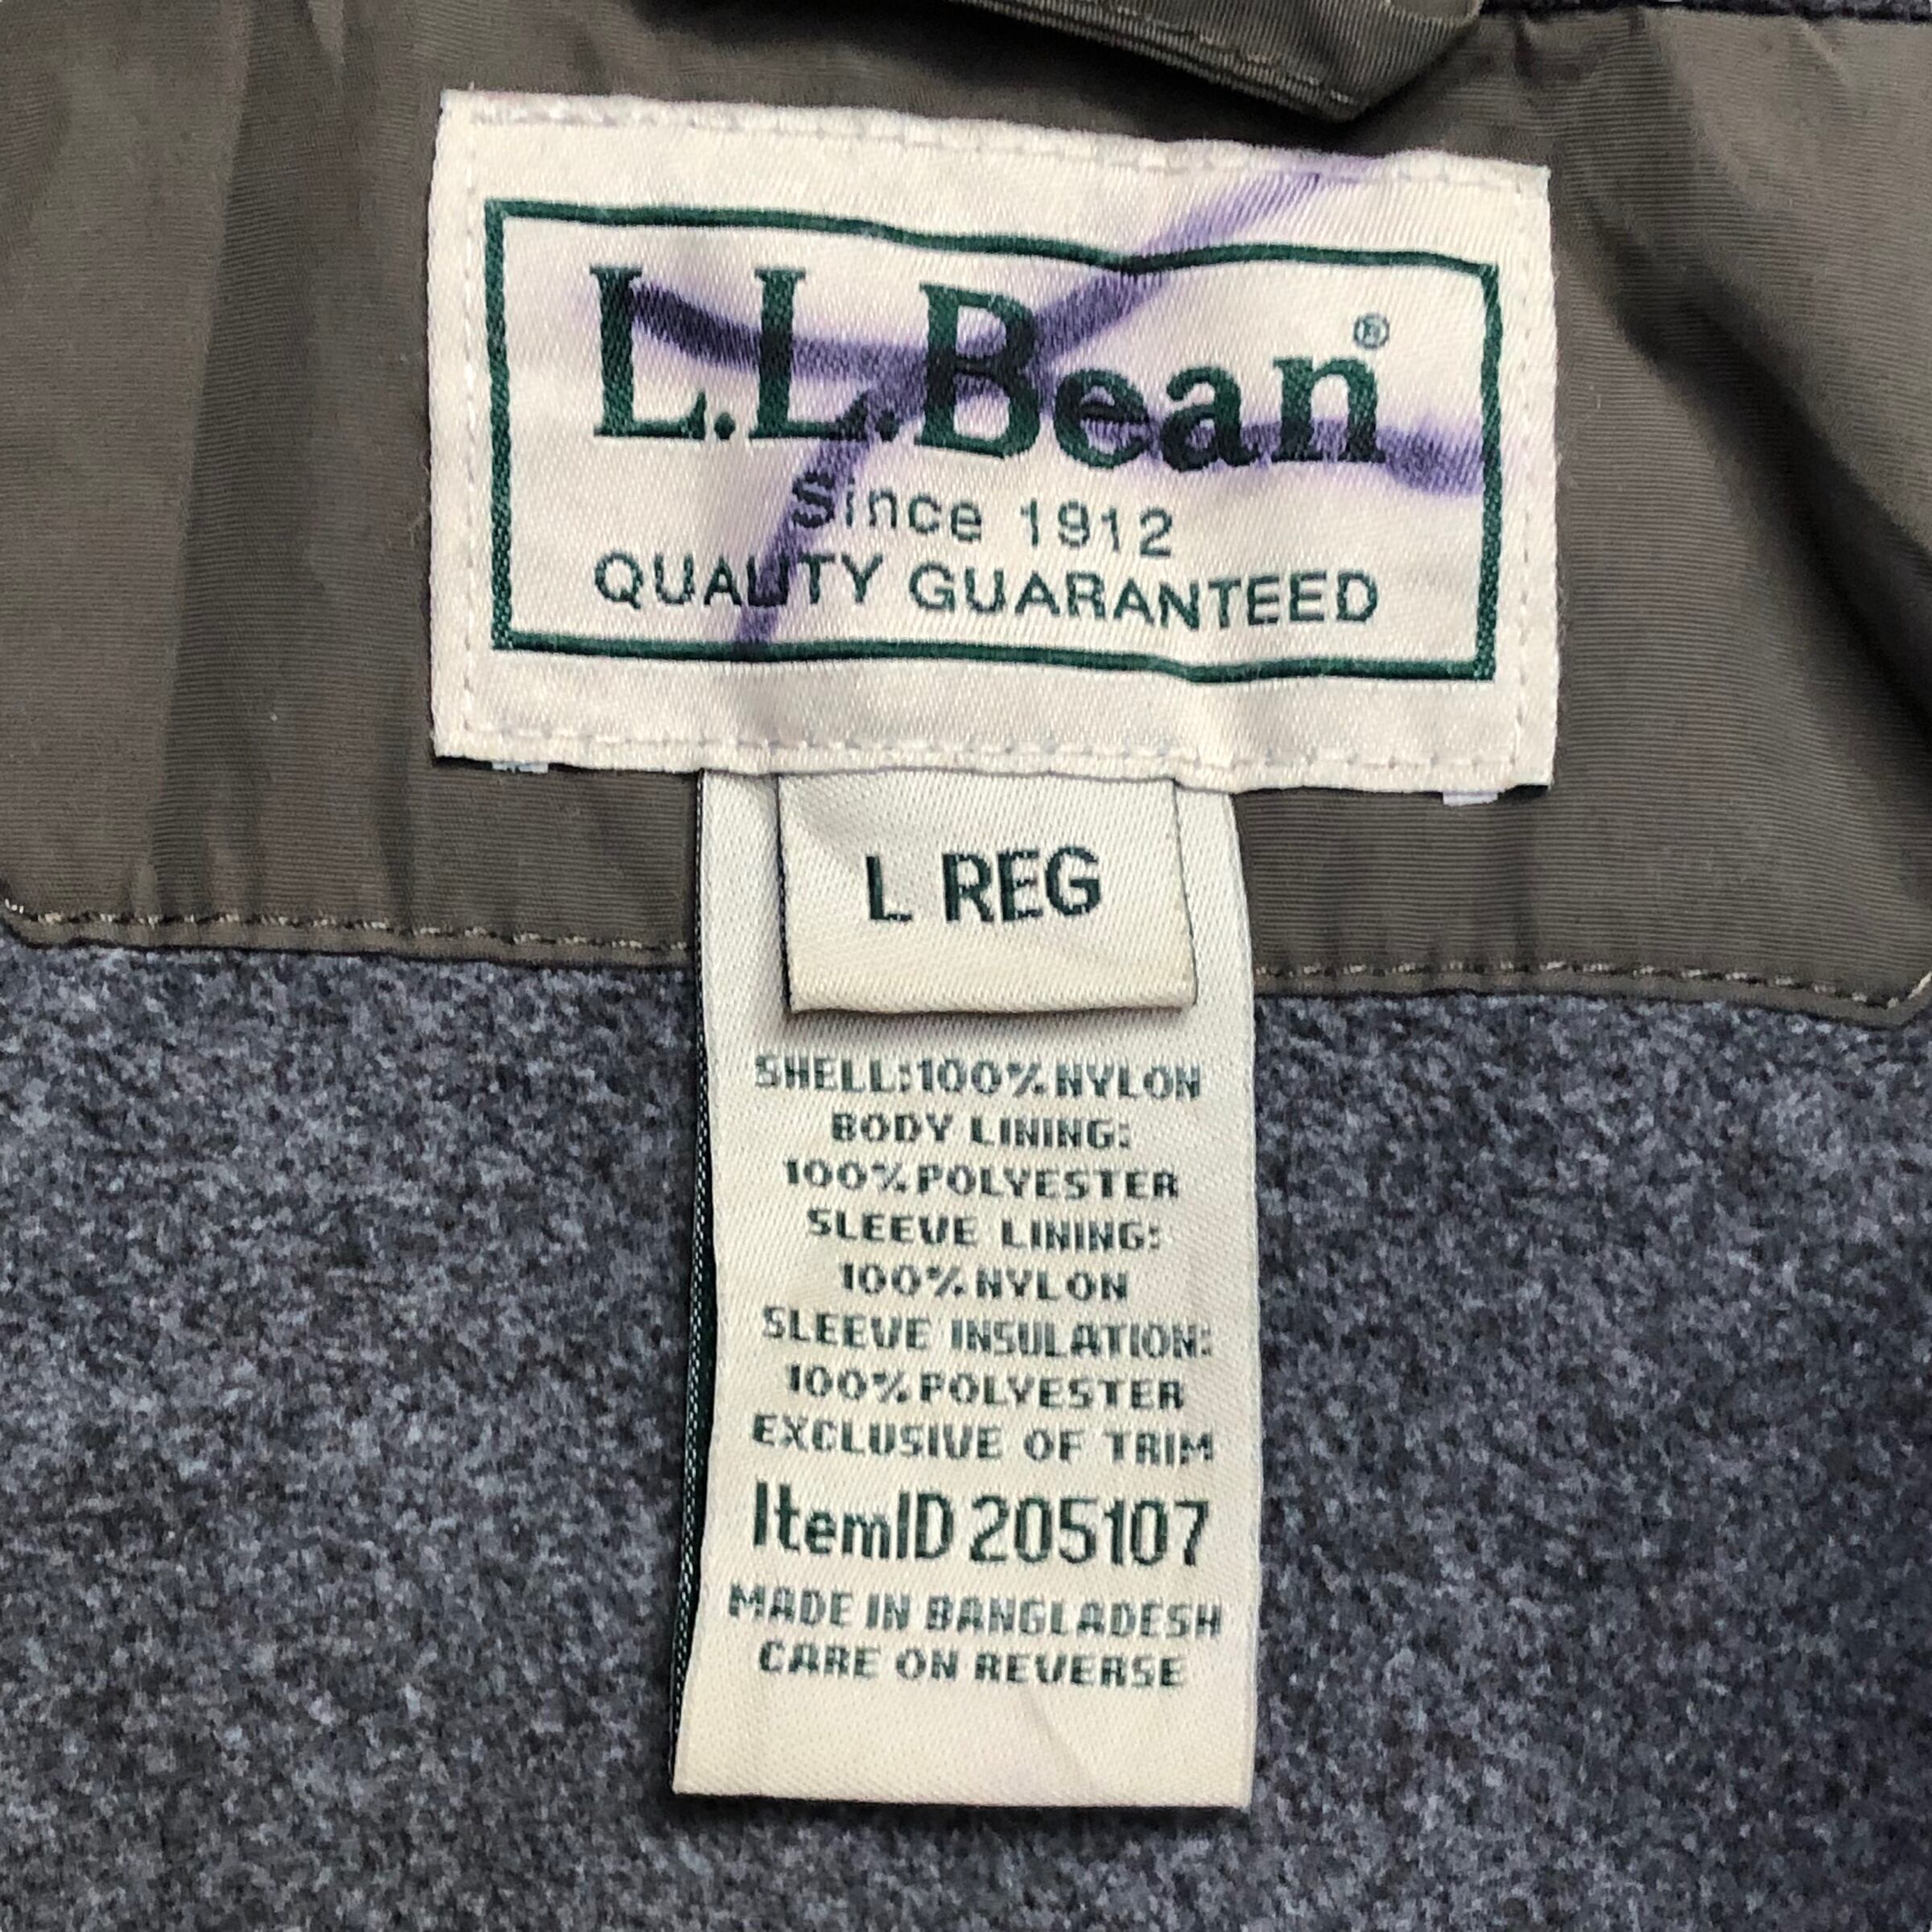 L.L.Bean®
Since 1912
QUALITY GUARANTEED
L REG
SHELL:100% NYLON
BODY LINING:
100% POLYESTER
SLEEVE LINING:
100% NYLON
SLEEVE INSULATION:
100% POLYESTER
EXCLUSIVE OF TRIM
ItemID 205107
MADE IN BANGLADESH
CARE ON REVERSE